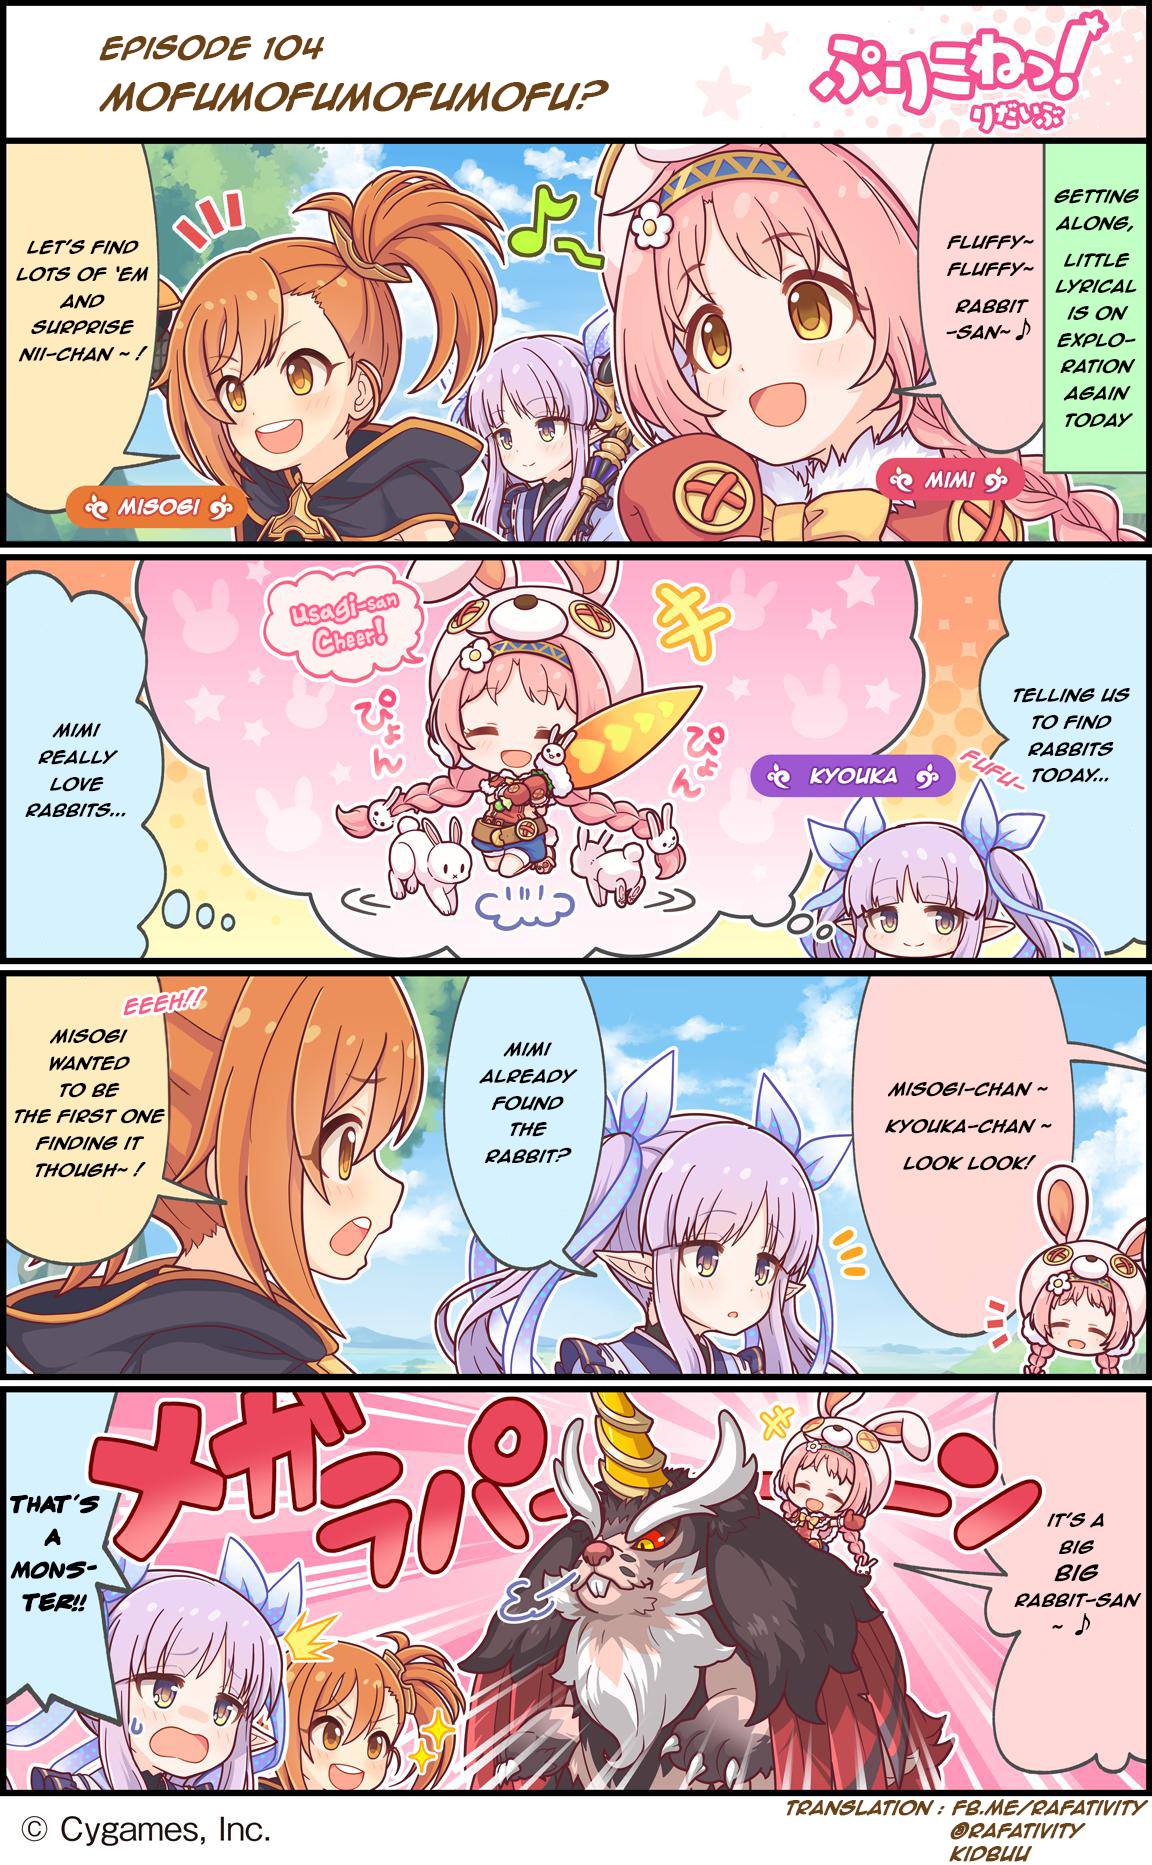 EPISODE 104
MOFUMOFUMOFUMOFU?
ぷりこねっ!
りだいぶ
GETTING
ALONG,
LITTLE
LYRICAL
IS ON
EXPLO-
RATION
AGAIN
TODAY
FLUFFY~
FLUFFY~
RABBIT
-SAN~♪
MIMI
LET'S FIND
LOTS OF 'EM
AND
SURPRISE
NII-CHAN ~ !
MISOGI
TELLING US
TO FIND
RABBITS
TODAY...
FUFU-
KYOUKA
Usagi-san
Cheer!
ぴょん
ぴょん
MIMI
REALLY
LOVE
RABBITS...
MISOGI-CHAN ~
KYOUKA-CHAN ~
LOOK LOOK!
MIMI
ALREADY
FOUND
THE
RABBIT?
EEEH!!
MISOGI
WANTED
TO BE
THE FIRST ONE
FINDING IT
THOUGH~ !
メガラパーーン
IT'S A
BIG
BIG
RABBIT-SAN
~ ♪
THAT'S
A
MONS-
TER!!
© Cygames, Inc.
TRANSLATION : FB.ME/RAFATIVITY
@RAFATIVITY
KIDBUU